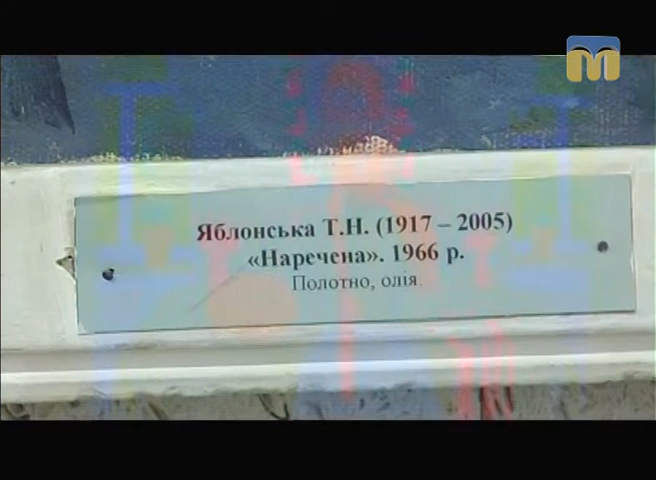 Яблонська Т.Н. (1917 – 2005)
«Наречена». 1966 р.
Полотно, олія.